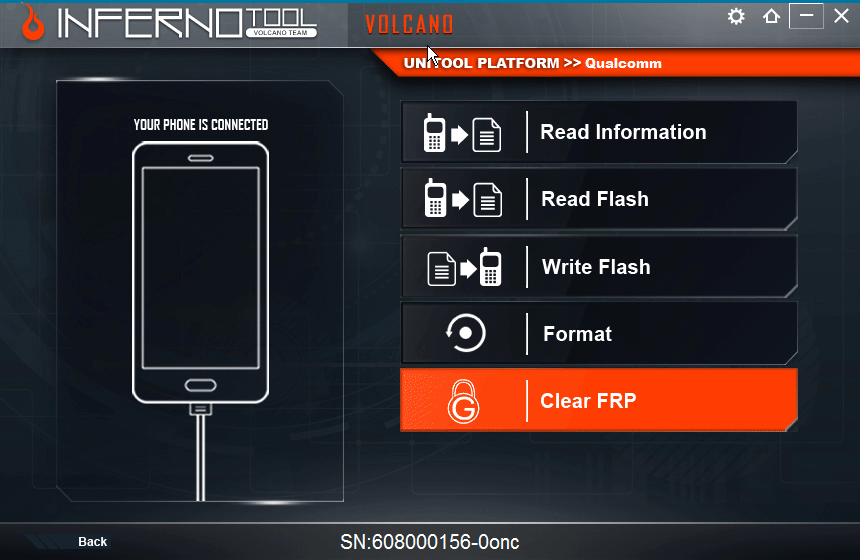 INFERNO TOOL
VOLCANO TEAM
VOLCANO
UNITOOL PLATFORM >> Qualcomm
YOUR PHONE IS CONNECTED
Read Information
Read Flash
Write Flash
Format
G
Clear FRP
Back
SN:608000156-0onc